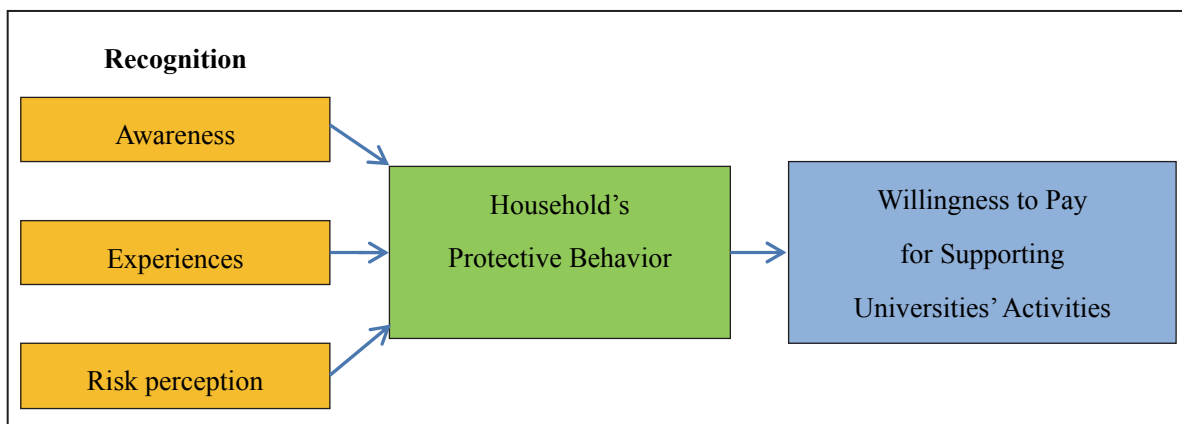 Recognition
Awareness
Experiences
Risk perception
Household’s
Protective Behavior
Willingness to Pay
for Supporting
Universities’ Activities